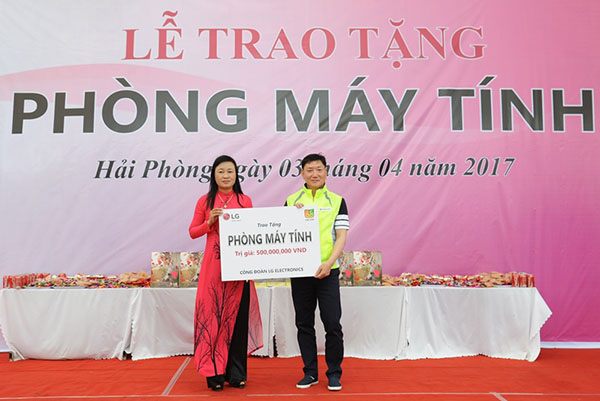 LỄ TRAO TẶNG
PHÒNG MÁY TÍNH
Hải Phòng, ngày 03 tháng 04 năm 2017
LG
Trao Tặng
PHÒNG MÁY TÍNH
Trị giá: 500,000,000 VND
CÔNG ĐOÀN LG ELECTRONICS